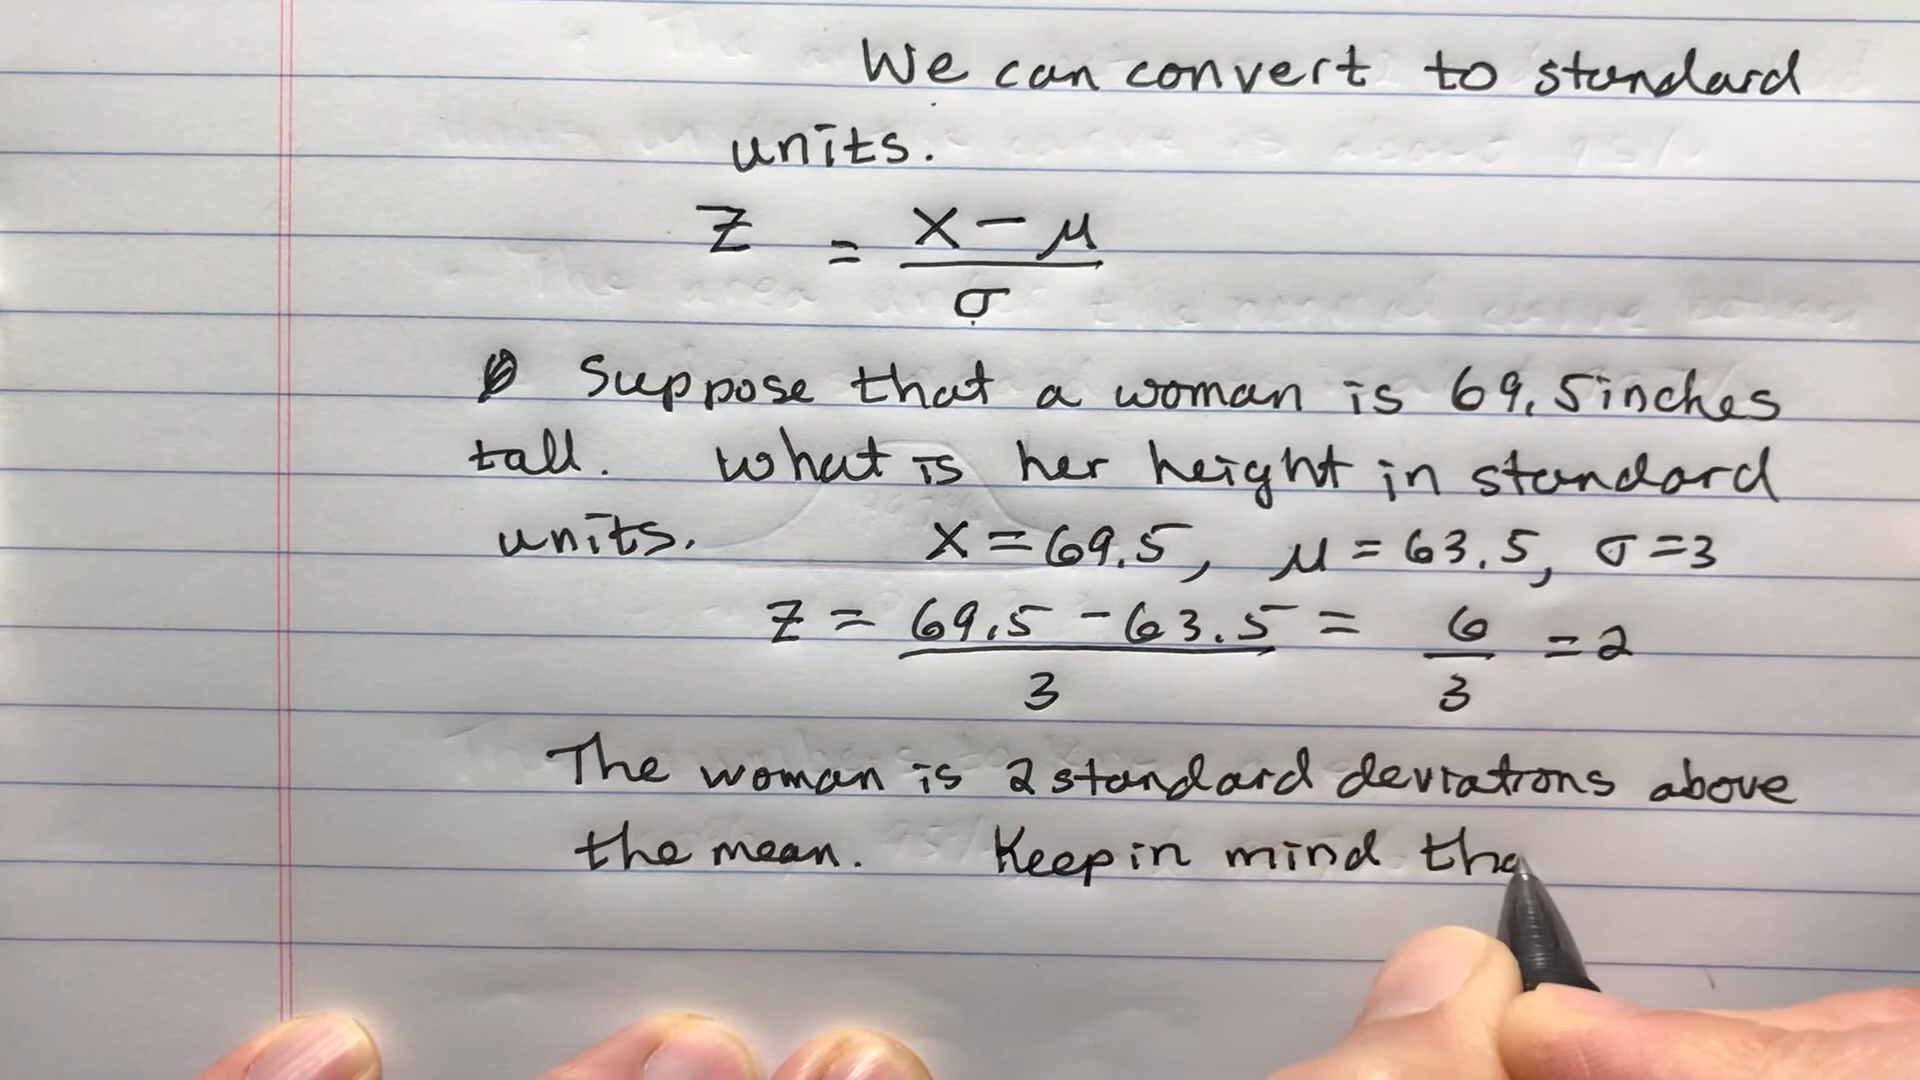 We can convert to standard
units.
Z = X - μ
σ
Suppose that a woman is 69.5 inches
tall. What is her height in standard
units. X = 69.5, μ = 63.5, σ = 3
Z = 69.5 - 63.5 = 6 = 2
3 3
The woman is 2 standard deviations above
the mean. Keep in mind tha